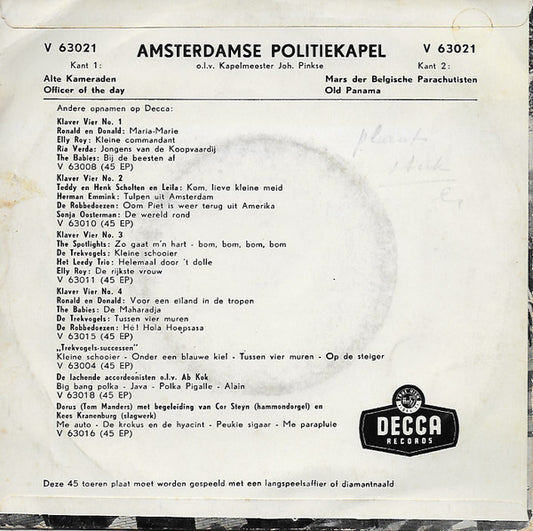 V 63021 AMSTERDAMSE POLITIEKAPEL V 63021
Kant 1: o.l.v. Kapelmeester Joh. Pinkse Kant 2:
Alte Kameraden Mars der Belgische Parachutisten
Officer of the day Old Panama
Andere opnamen op Decca:
Klaver Vier No. 1
Ronald en Donald: Maria-Marie
Elly Roy: Kleine commandant
Ria Verda: Jongens van de Koopvaardij
The Babies: Bij de beesten af
V 63008 (45 EP)
Klaver Vier No. 2
Teddy en Henk Scholten en Leila: Kom, lieve kleine meid
Herman Emmink: Tulpen uit Amsterdam
De Robbedoezen: Oom Piet is weer terug uit Amerika
Sonja Oosterman: De wereld rond
V 63010 (45 EP)
Klaver Vier No. 3
The Spotlights: Zo gaat m'n hart - bom, bom, bom, bom
De Trekvogels: Kleine schooier
Het Leedy Trio: Helemaal door 't dolle
Elly Roy: De rijkste vrouw
V 63011 (45 EP)
Klaver Vier No. 4
Ronald en Donald: Voor een eiland in de tropen
The Babies: De Maharadja
De Trekvogels: Tussen vier muren
De Robbedoezen: Hé! Hola Hoepsasa
V 63015 (45 EP)
„Trekvogels-successen"
Kleine schooier - Onder een blauwe kiel - Tussen vier muren - Op de steiger
V 63004 (45 EP)
De lachende accordeonisten o.l.v. Ab Kok
Big bang polka - Java - Polka Pigalle - Alain
V 63018 (45 EP)
Dorus (Tom Manders) met begeleiding van Cor Steyn (hammondorgel) en
Kees Kranenburg (slagwerk)
Me auto - De krokus en de hyacint - Peukie sigaar - Me parapluie
V 63016 (45 EP)
DECCA
RECORDS
Deze 45 toeren plaat moet worden gespeeld met een langspeelsaffier of diamantnaald